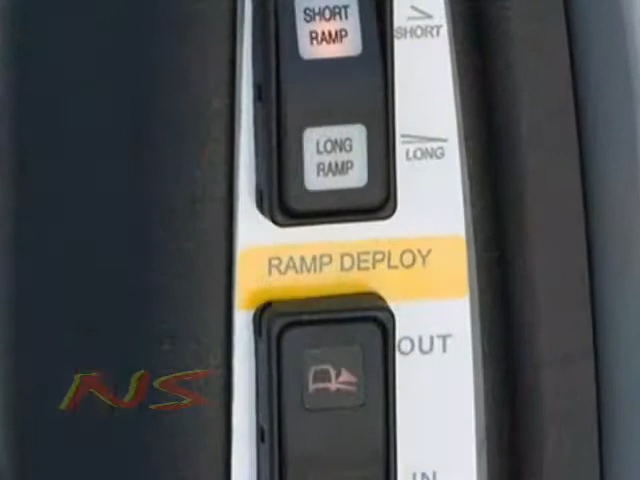 SHORT
RAMP
SHORT
LONG
RAMP
LONG
RAMP DEPLOY
OUT
NS
IN